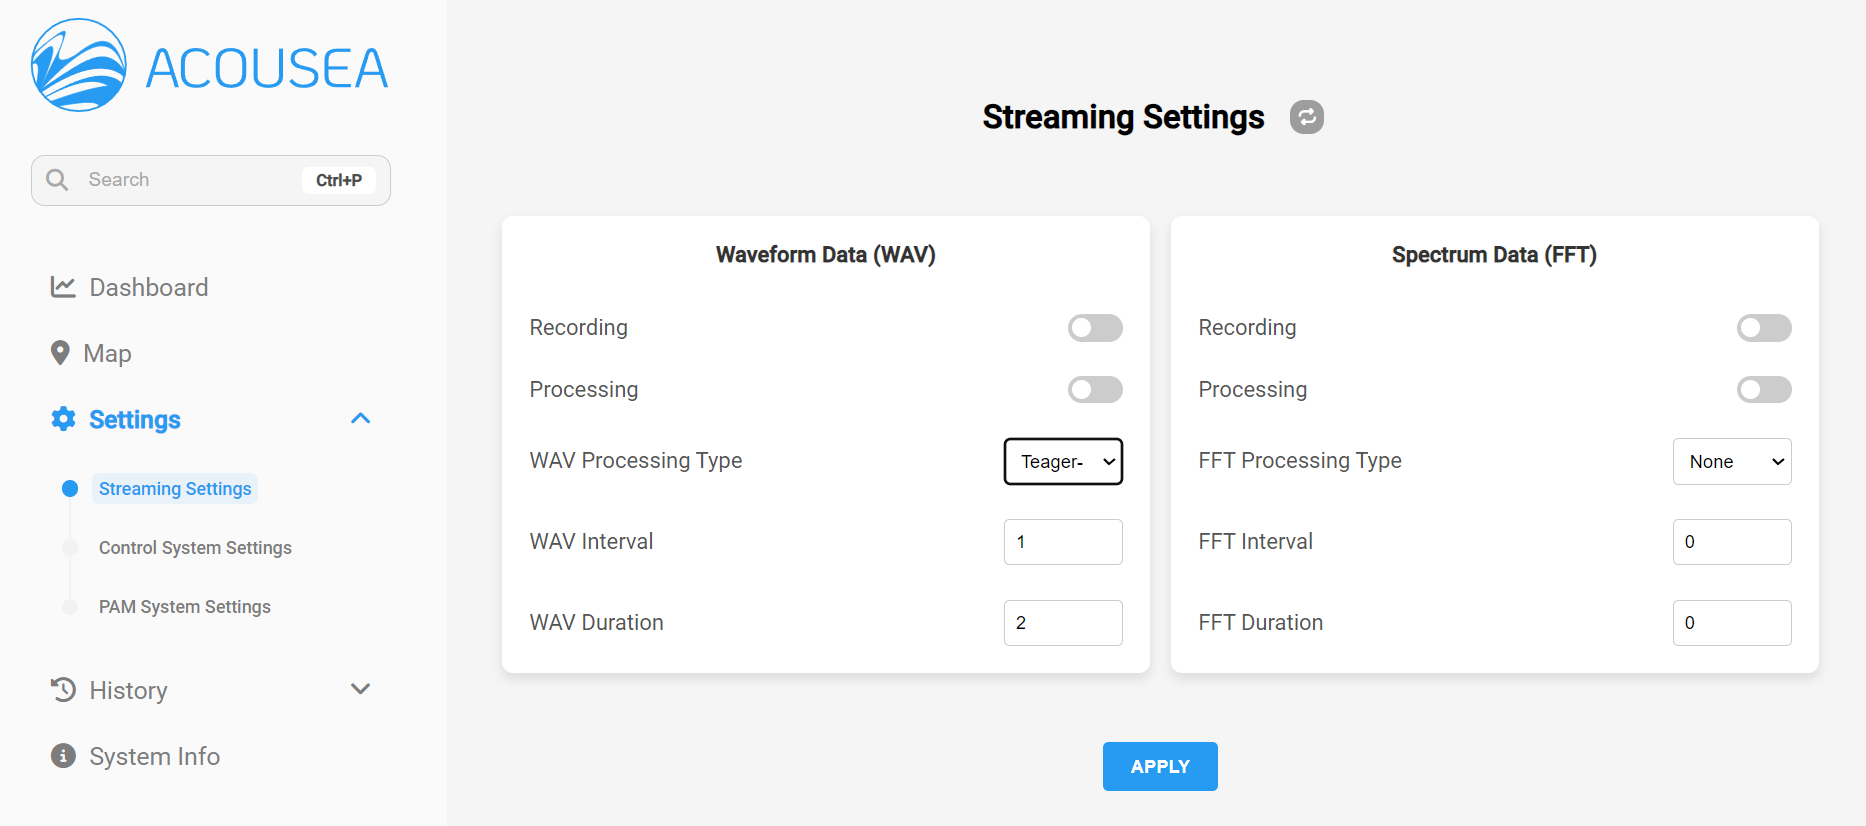 ACOUSEA
Search Ctrl+P
Dashboard
Map
Settings
Streaming Settings
Control System Settings
PAM System Settings
History
System Info
Streaming Settings
Waveform Data (WAV)
Recording
Processing
WAV Processing Type Teager-
WAV Interval 1
WAV Duration 2
Spectrum Data (FFT)
Recording
Processing
FFT Processing Type None
FFT Interval 0
FFT Duration 0
APPLY